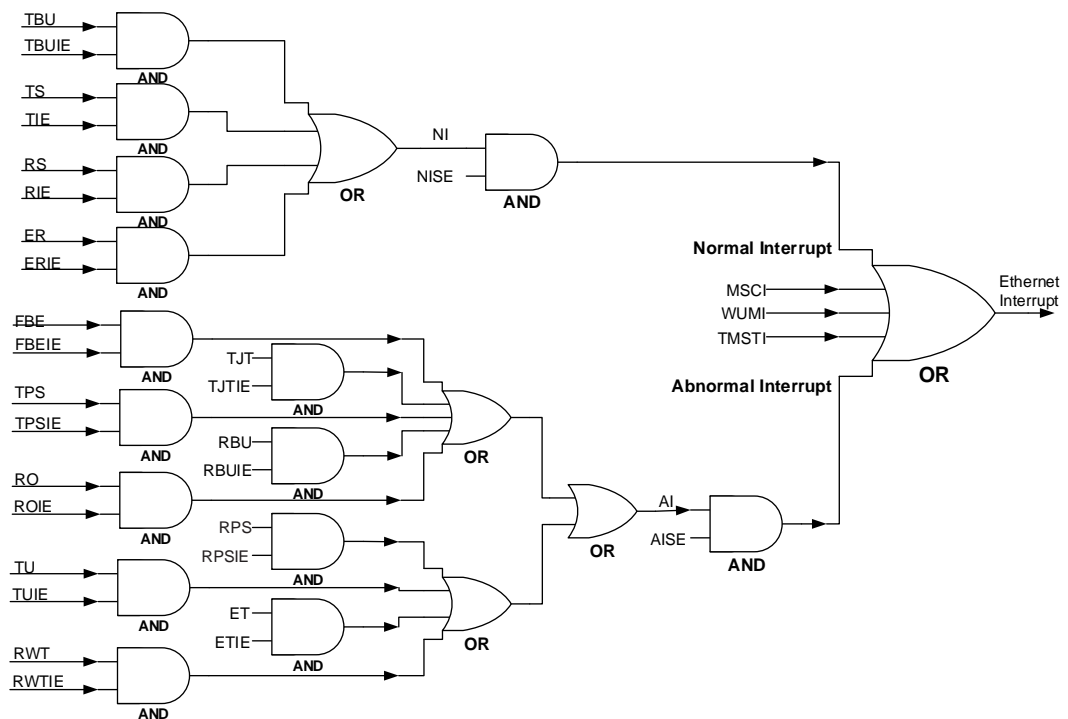 TBU
TBUIE
AND
TS
TIE
AND
RS
RIE
AND
ER
ERIE
AND
OR
NI
NISE
AND
Normal Interrupt
MSCI
WUMI
TMSTI
Abnormal Interrupt
OR
Ethernet
Interrupt
FBE
FBEIE
AND
TJT
TJTIE
AND
TPS
TPSIE
AND
RBU
RBUIE
AND
OR
RO
ROIE
AND
RPS
RPSIE
AND
OR
AI
AISE
AND
TU
TUIE
AND
ET
ETIE
AND
OR
RWT
RWTIE
AND